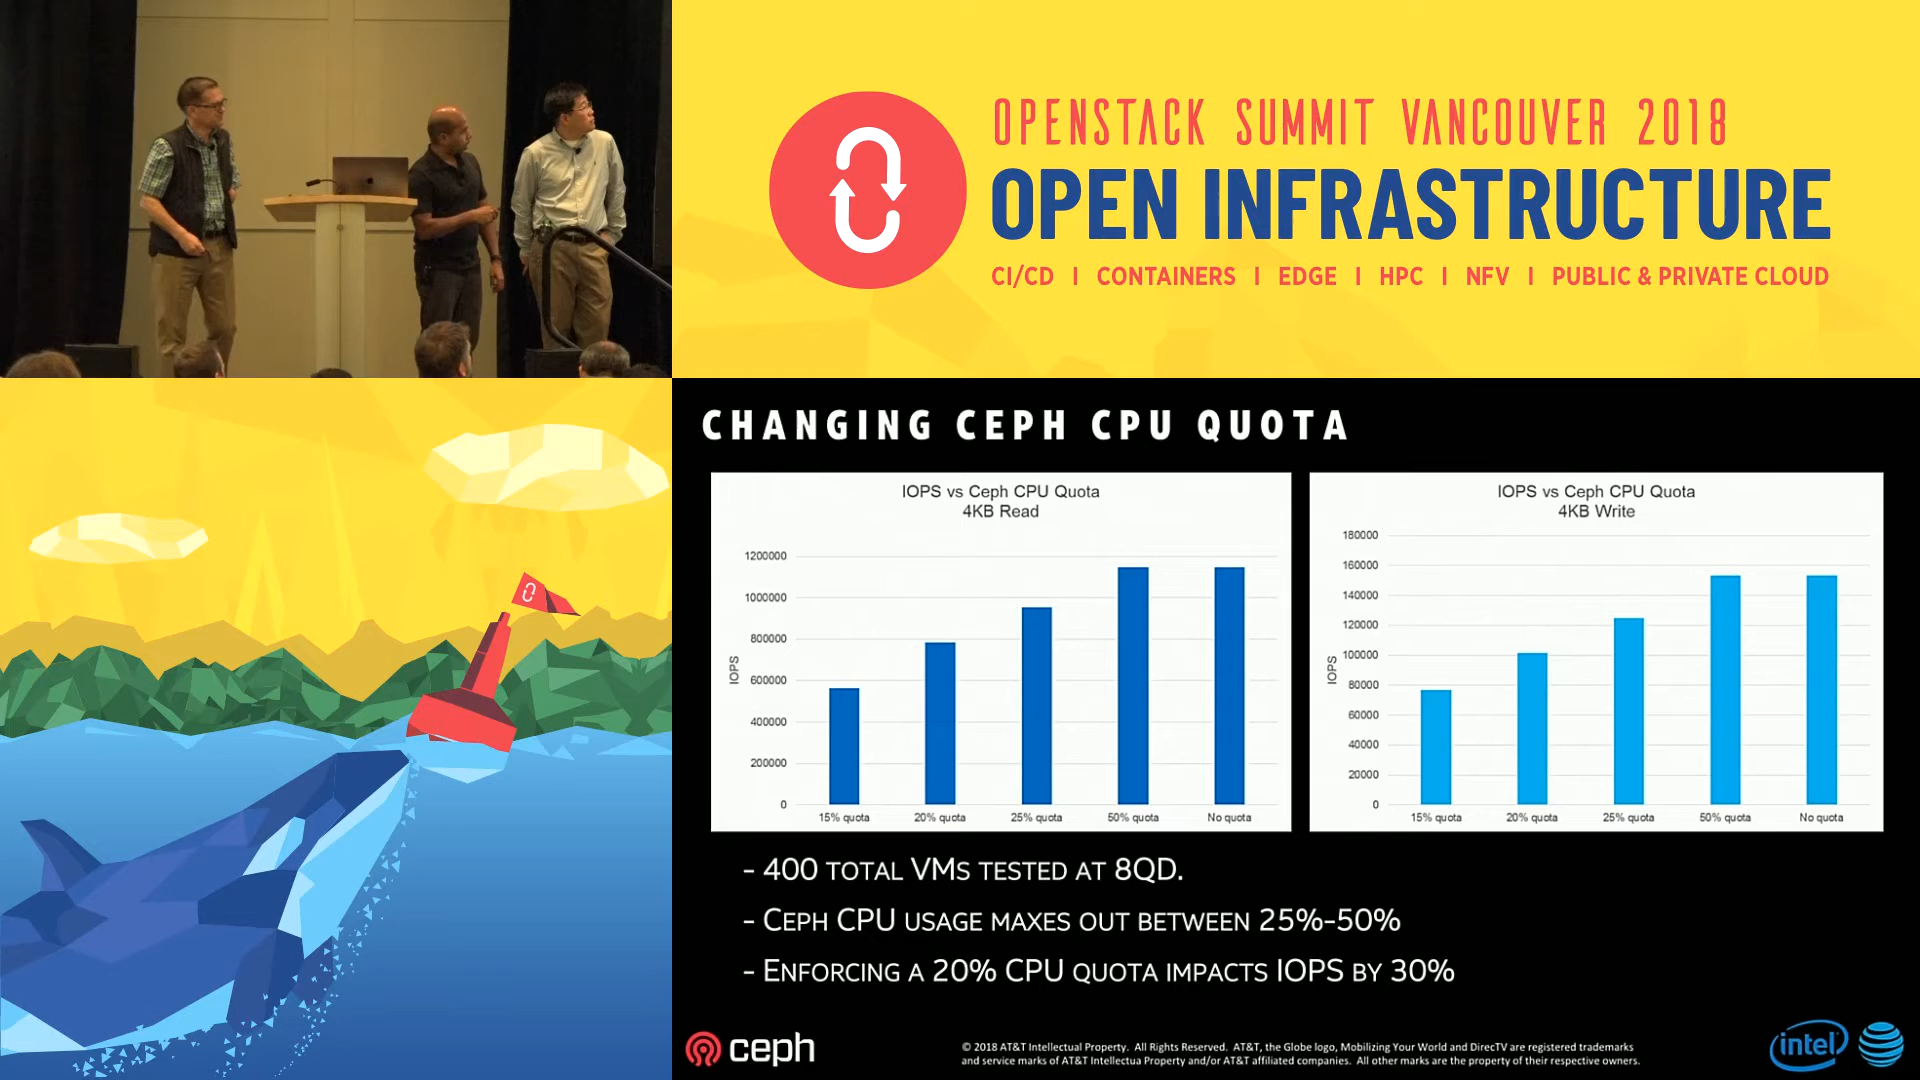 OPENSTACK SUMMIT VANCOUVER 2018
OPEN INFRASTRUCTURE
CI/CD | CONTAINERS | EDGE | HPC | NFV | PUBLIC & PRIVATE CLOUD
CHANGING CEPH CPU QUOTA
IOPS vs Ceph CPU Quota
4KB Read
IOPS
1200000
1000000
800000
600000
400000
200000
0
15% quota 20% quota 25% quota 50% quota No quota
IOPS vs Ceph CPU Quota
4KB Write
IOPS
180000
160000
140000
120000
100000
80000
60000
40000
20000
0
15% quota 20% quota 25% quota 50% quota No quota
- 400 TOTAL VMS TESTED AT 8QD.
- CEPH CPU USAGE MAXES OUT BETWEEN 25%-50%
- ENFORCING A 20% CPU QUOTA IMPACTS IOPS BY 30%
ceph
© 2018 AT&T Intellectual Property. All Rights Reserved. AT&T, the Globe logo, Mobilizing Your World and DirecTV are registered trademarks
and service marks of AT&T Intellectua Property and/or AT&T affiliated companies. All other marks are the property of their respective owners.
intel